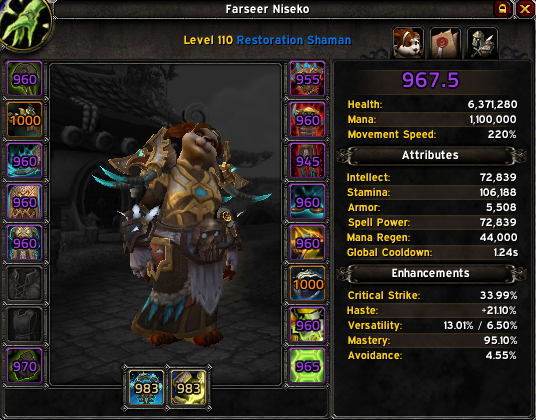 Farseer Niseko
Level 110 Restoration Shaman
960
1000
960
960
960
970
955
960
945
960
960
1000
960
965
983
983
967.5
Health: 6,371,280
Mana: 1,100,000
Movement Speed: 220%
Attributes
Intellect: 72,839
Stamina: 106,188
Armor: 5,508
Spell Power: 72,839
Mana Regen: 44,000
Global Cooldown: 1.24s
Enhancements
Critical Strike: 33.99%
Haste: +21.10%
Versatility: 13.01% / 6.50%
Mastery: 95.10%
Avoidance: 4.55%